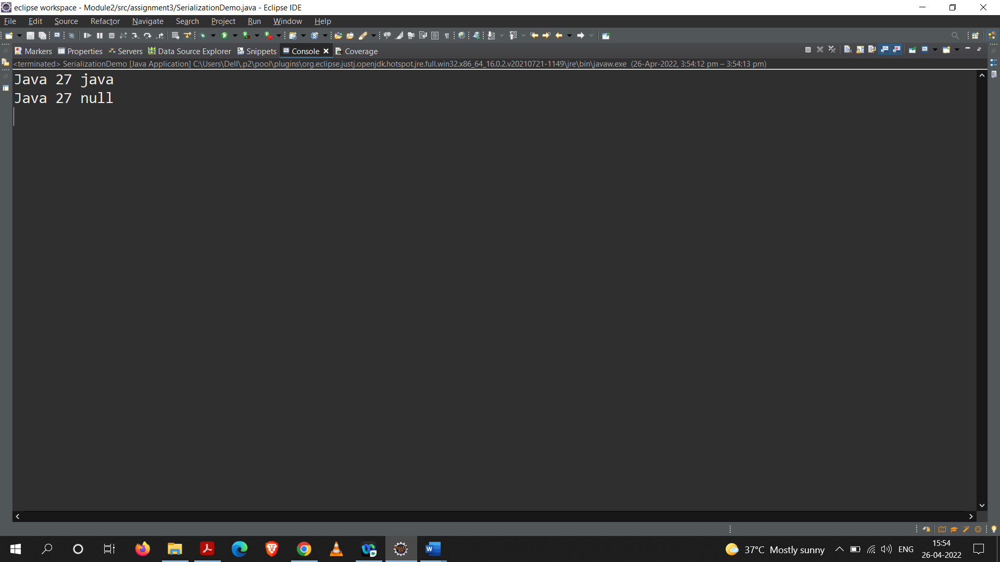 eclipse workspace - Module2/src/assignment3/SerializationDemo.java - Eclipse IDE
File Edit Source Refactor Navigate Search Project Run Window Help
Markers Properties Servers Data Source Explorer Snippets Console Coverage
<terminated> SerializationDemo [Java Application] C:\Users\Dell\.p2\pool\plugins\org.eclipse.justj.openjdk.hotspot.jre.full.win32.x86_64_16.0.2.v20210721-1149\jre\bin\javaw.exe (26-Apr-2022, 3:54:12 pm – 3:54:13 pm)
Java 27 java
Java 27 null
37°C Mostly sunny ENG
15:54
26-04-2022